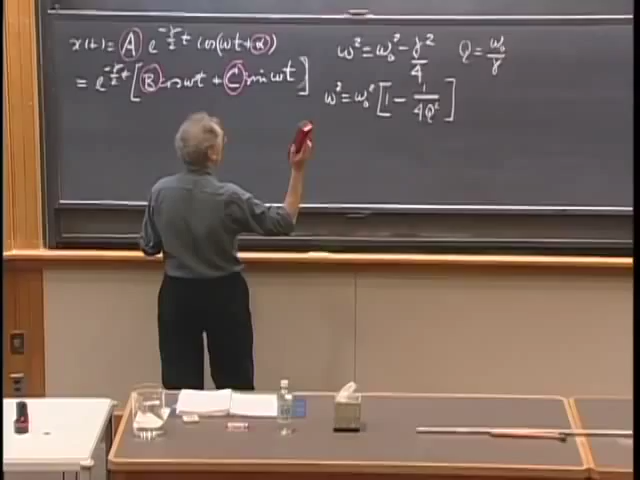 x(t) = A e^{-γ/2 t} cos(ωt+α)
= e^{-γ/2 t} [B cos ωt + C sin ωt]
ω² = ω₀² - γ²/4
Q = ω₀/γ
ω² = ω₀² [1 - 1/4Q²]